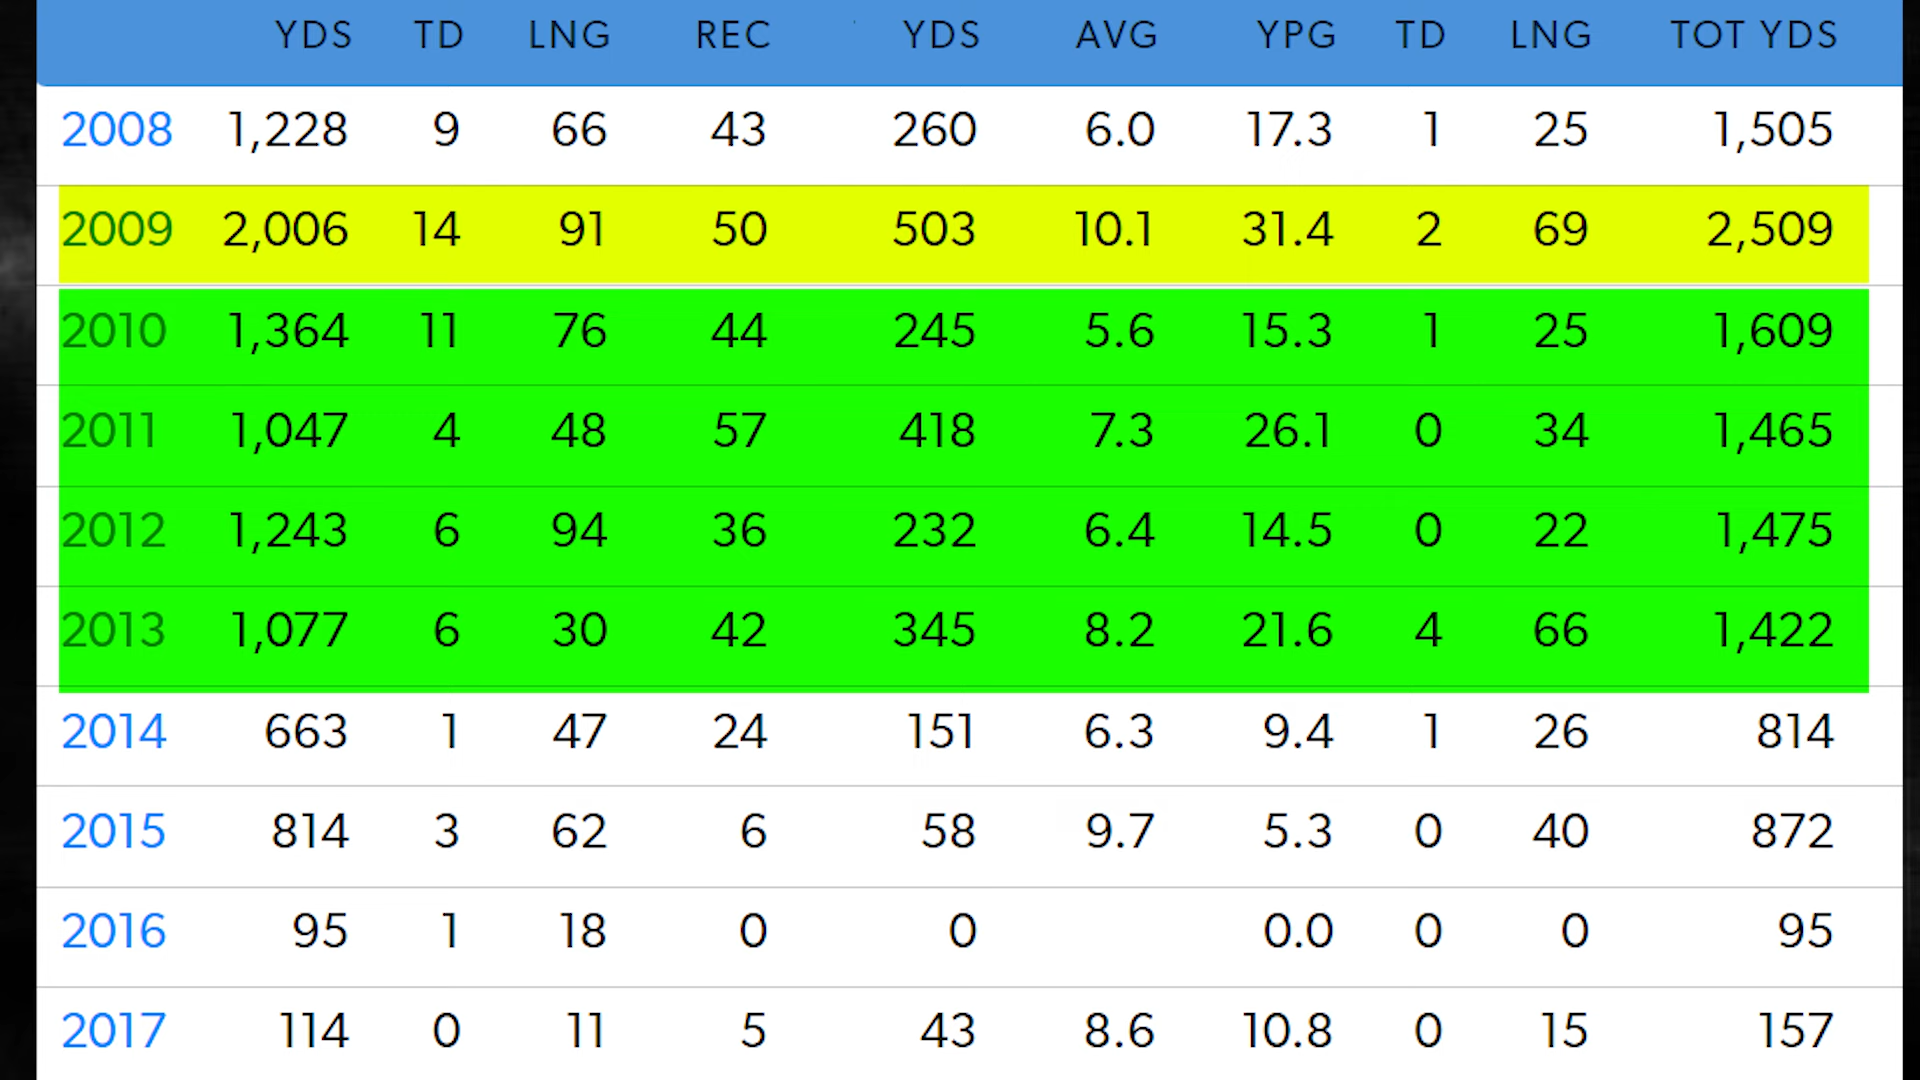 YDS TD LNG REC YDS AVG YPG TD LNG TOT YDS
2008 1,228 9 66 43 260 6.0 17.3 1 25 1,505
2009 2,006 14 91 50 503 10.1 31.4 2 69 2,509
2010 1,364 11 76 44 245 5.6 15.3 1 25 1,609
2011 1,047 4 48 57 418 7.3 26.1 0 34 1,465
2012 1,243 6 94 36 232 6.4 14.5 0 22 1,475
2013 1,077 6 30 42 345 8.2 21.6 4 66 1,422
2014 663 1 47 24 151 6.3 9.4 1 26 814
2015 814 3 62 6 58 9.7 5.3 0 40 872
2016 95 1 18 0 0 0.0 0 0 95
2017 114 0 11 5 43 8.6 10.8 0 15 157